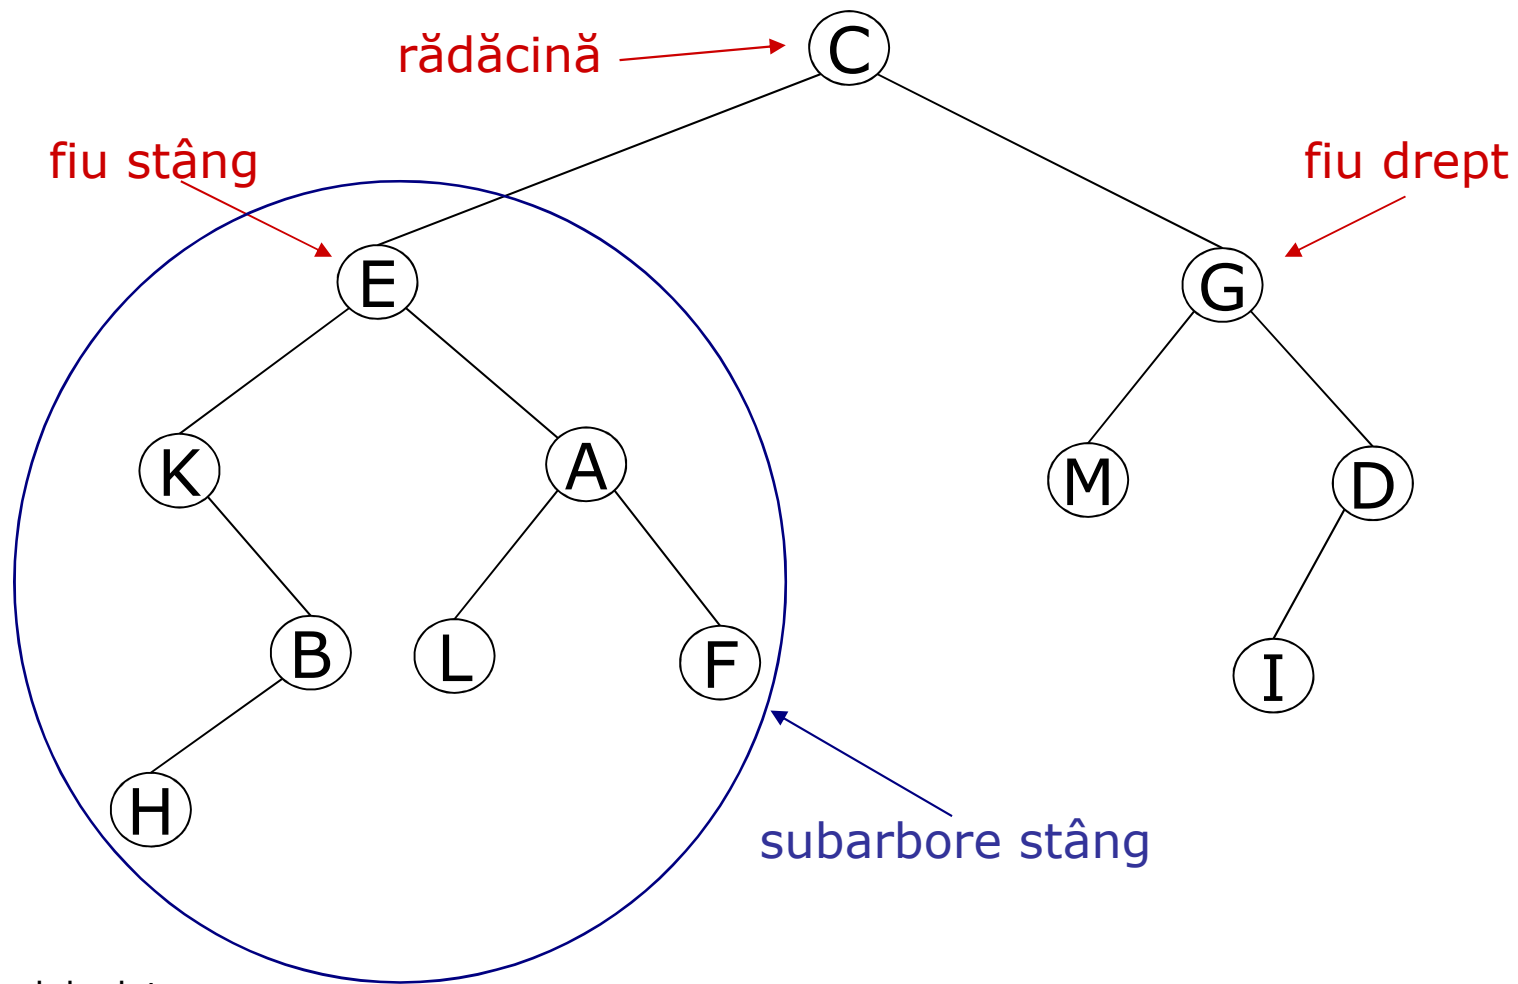 C
rădăcină
fiu stâng
fiu drept
E
G
K
A
M
D
B
L
F
I
H
subarbore stâng